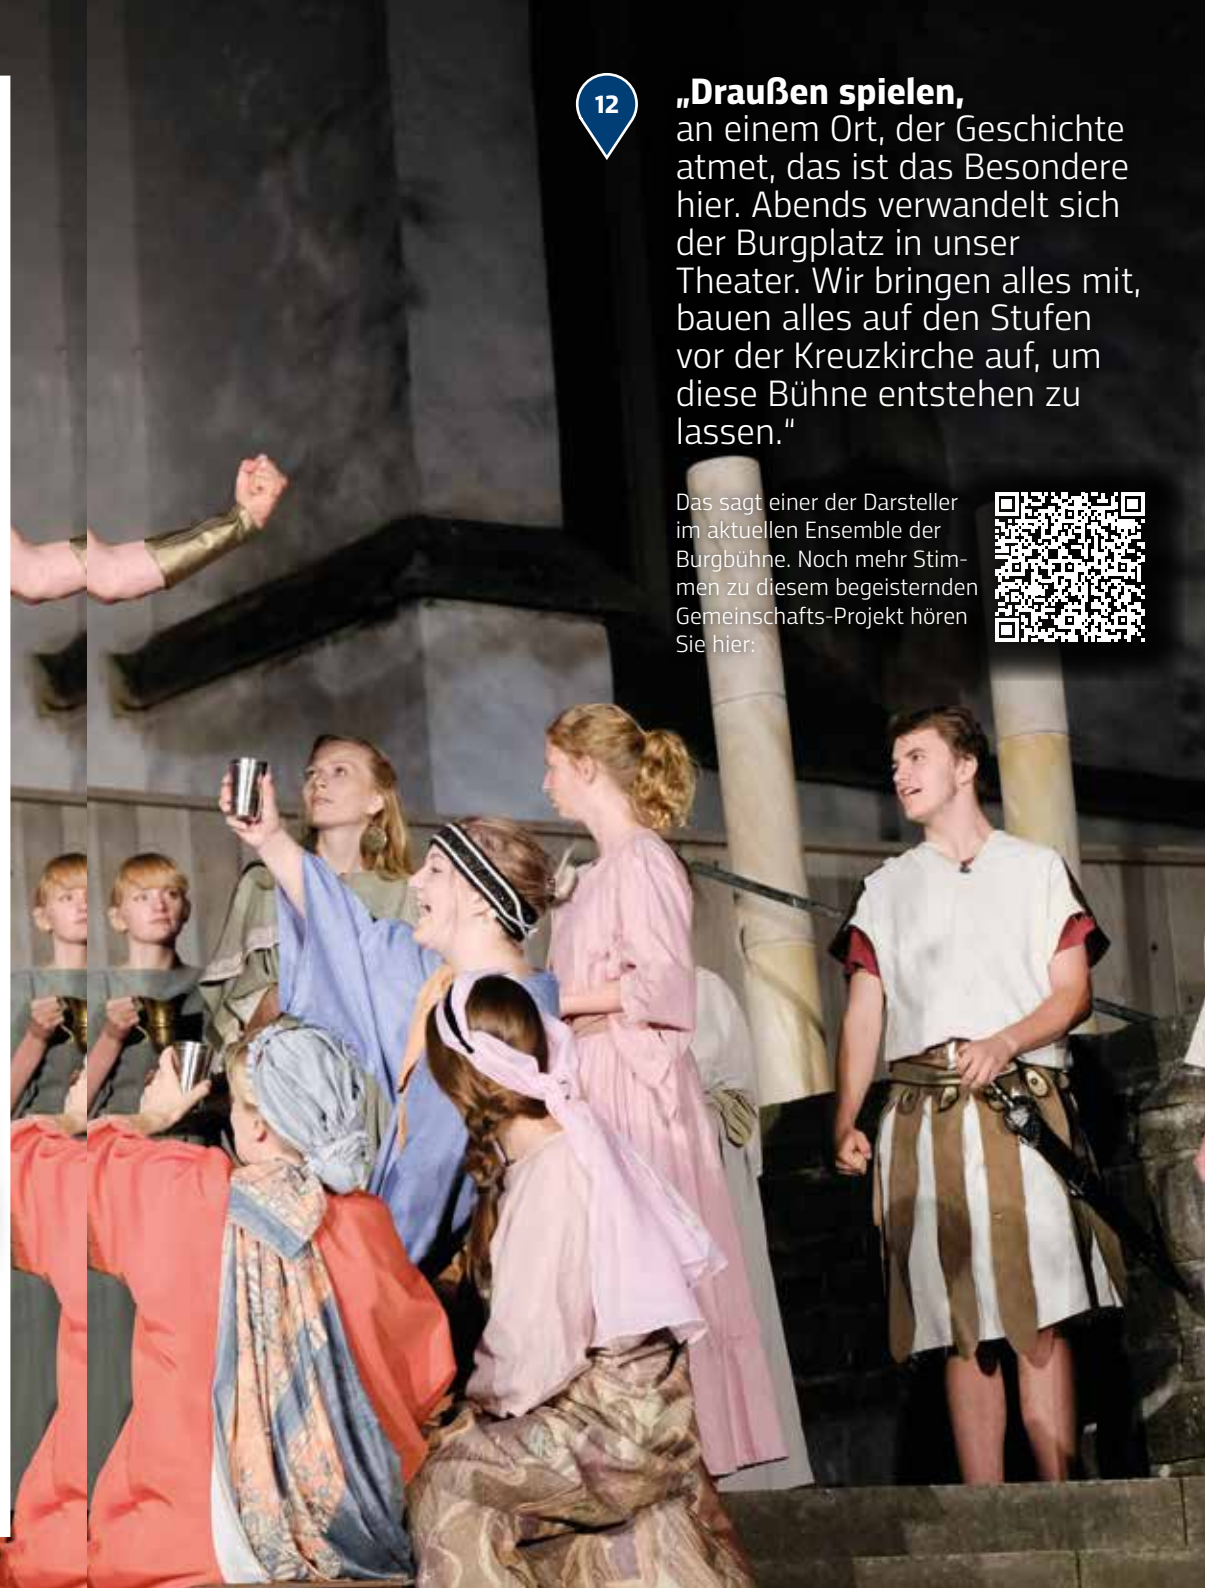 12
„Draußen spielen,
an einem Ort, der Geschichte
atmet, das ist das Besondere
hier. Abends verwandelt sich
der Burgplatz in unser
Theater. Wir bringen alles mit,
bauen alles auf den Stufen
vor der Kreuzkirche auf, um
diese Bühne entstehen zu
lassen.“
Das sagt einer der Darsteller
im aktuellen Ensemble der
Burgbühne. Noch mehr Stim-
men zu diesem begeisternden
Gemeinschafts-Projekt hören
Sie hier: